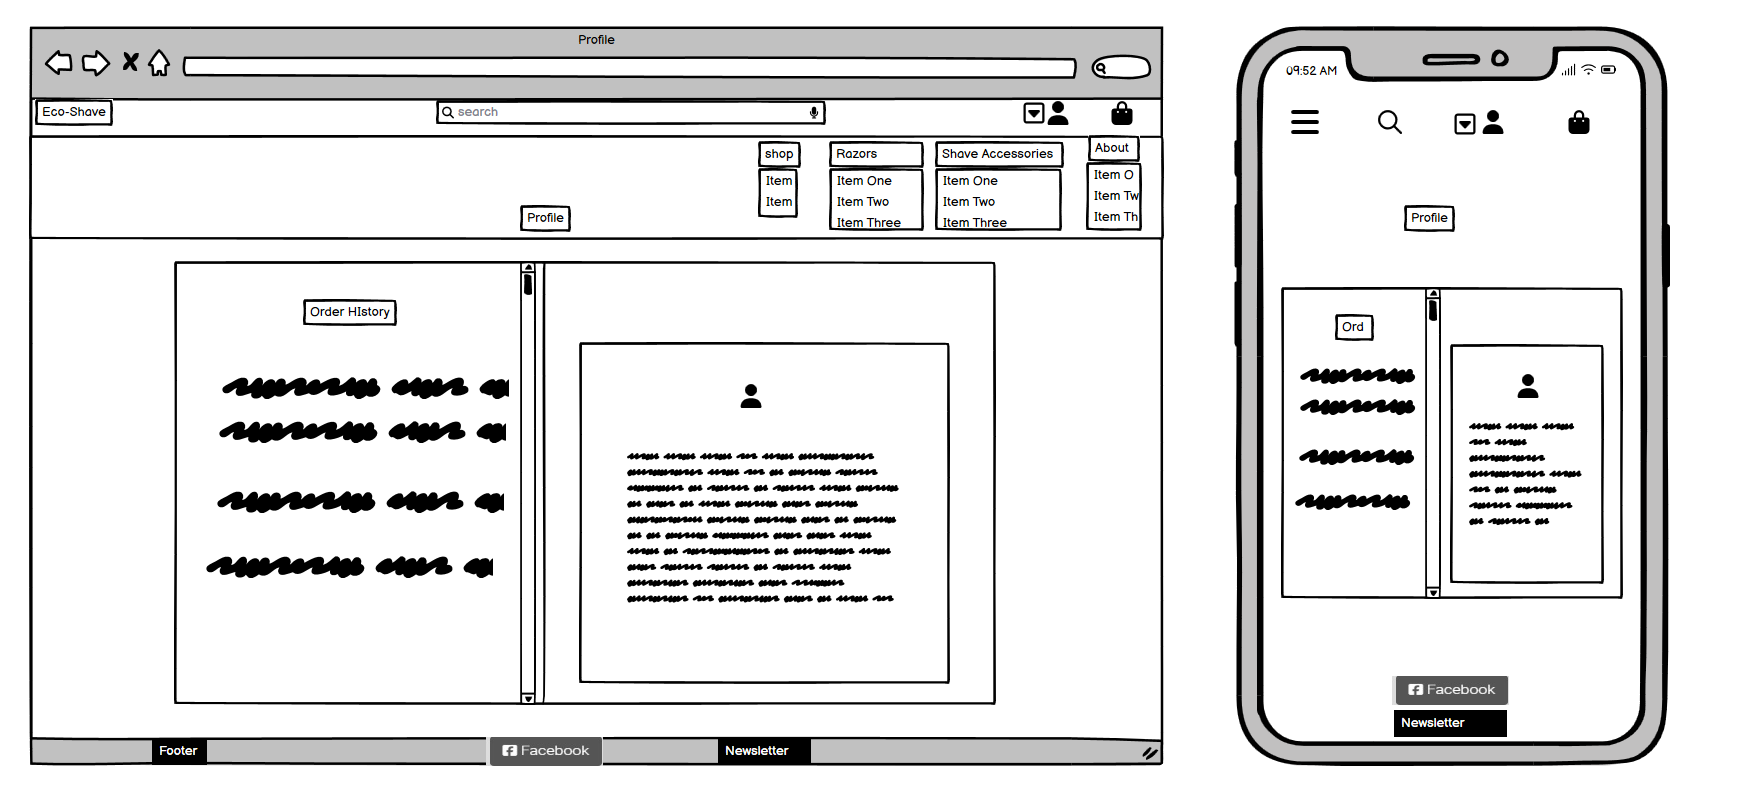 Profile
Eco-Shave
search
shop
Razors
Shave Accessories
About
Item
Item
Item One
Item Two
Item Three
Item One
Item Two
Item Three
Item O
Item Tw
Item Th
Profile
Order HIstory
Footer
Facebook
Newsletter
09:52 AM
Profile
Ord
Facebook
Newsletter